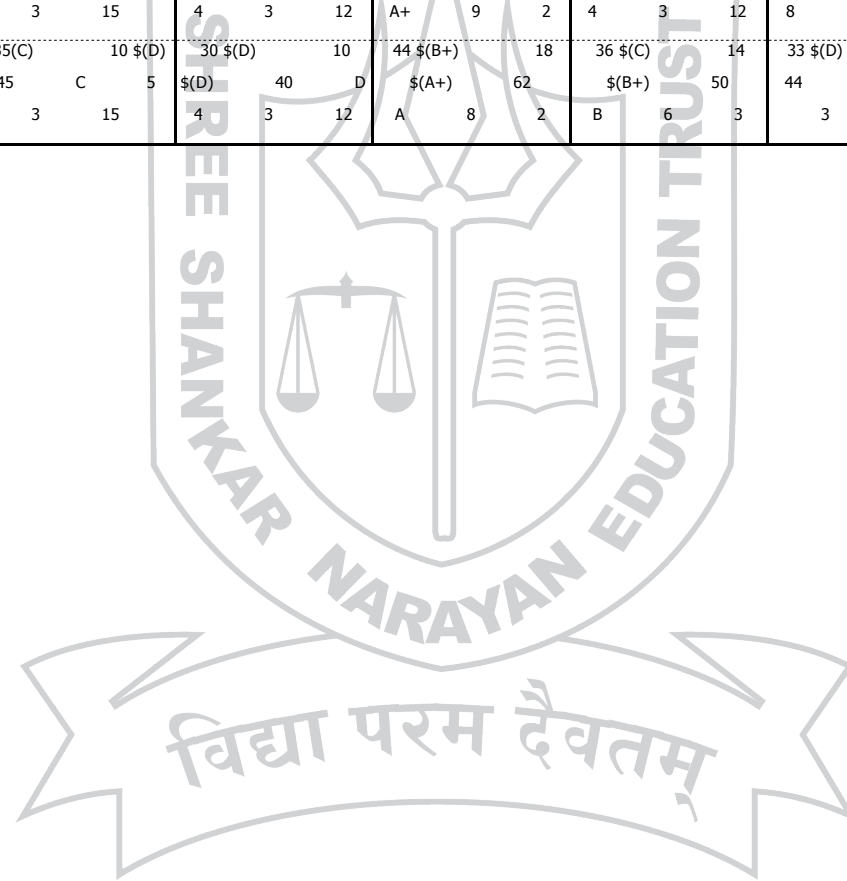 3 15 4 3 12 A+ 9 2 4 3 12 8
35(C) 10 $(D) 30 $(D) 10 44 $(B+) 18 36 $(C) 14 33 $(D)
45 C 5 $(D) 40 D $(A+) 62 $(B+) 50 44
3 15 4 3 12 A 8 2 B 6 3 3
SHREE SHANKAR NARAYAN EDUCATION TRUST
विद्या परम दैवतम्